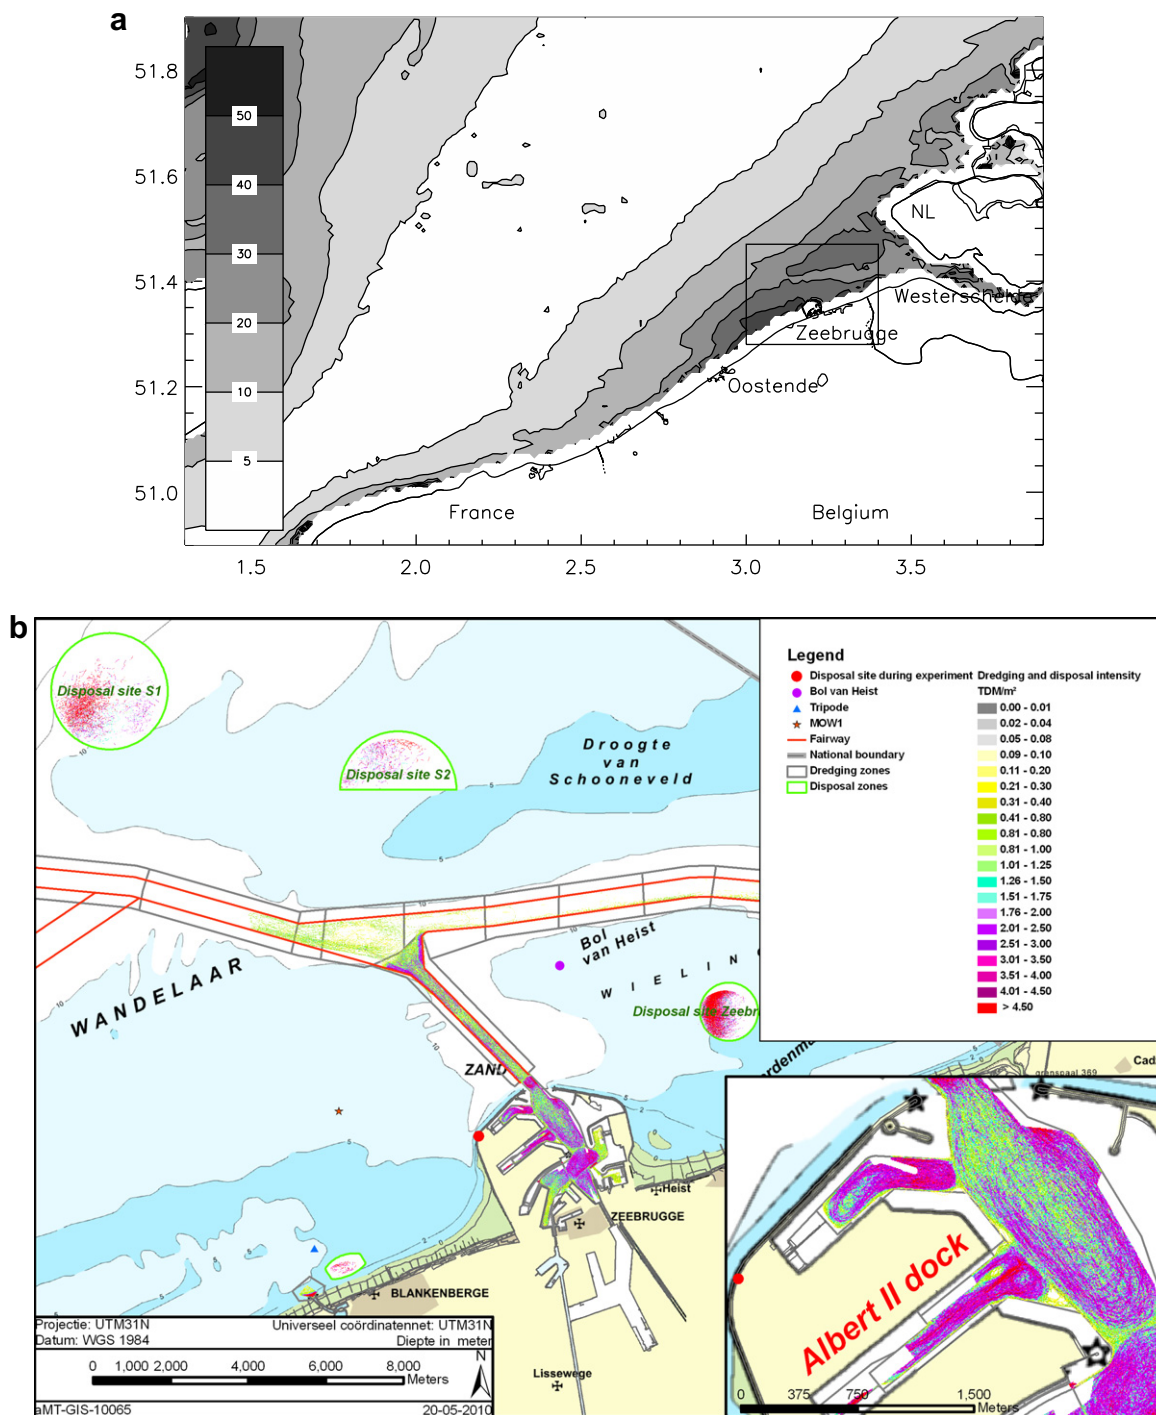 a
51.8
51.6
51.4
51.2
51.0
50
40
30
20
10
5
NL
Westerschelde
Zeebrugge
Oostende
France
Belgium
1.5
2.0
2.5
3.0
3.5
b
Disposal site S1
Disposal site S2
Droogte
van
Schooneveld
Legend
Disposal site during experiment
Bol van Heist
Tripode
MOW1
Fairway
National boundary
Dredging zones
Disposal zones
Dredging and disposal intensity
TDM/m²
0.00 - 0.01
0.02 - 0.04
0.05 - 0.08
0.09 - 0.10
0.11 - 0.20
0.21 - 0.30
0.31 - 0.40
0.41 - 0.80
0.81 - 0.80
0.81 - 1.00
1.01 - 1.25
1.26 - 1.50
1.51 - 1.75
1.76 - 2.00
2.01 - 2.50
2.51 - 3.00
3.01 - 3.50
3.51 - 4.00
4.01 - 4.50
> 4.50
Bol
van Heist
WANDELAAR
WIELIN
Disposal site Zeebr
ZAND
Cad
grenspaal 369
Heist
ZEEBRUGGE
BLANKENBERGE
Lissewege
Albert II dock
0 375 750 1,500
Meters
Projectie: UTM31N
Universeel coördinatennet: UTM31N
Datum: WGS 1984
Diepte in meter
0 1,000 2,000 4,000 6,000 8,000
Meters
N
aMT-GIS-10065
20-05-2010